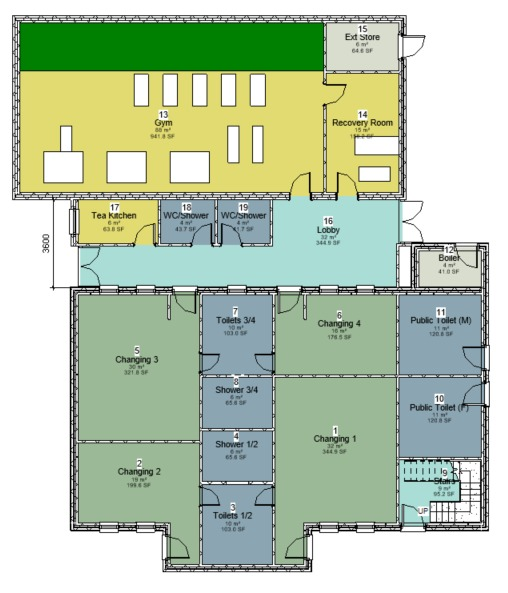 15
Ext Store
6 m²
64.6 SF
13
Gym
88 m²
941.8 SF
14
Recovery Room
15 m²
SF
17
Tea Kitchen
6 m²
63.8 SF
18
WC/Shower
4 m²
43.7 SF
19
WC/Shower
4 m²
41.7 SF
16
Lobby
32 m²
344.9 SF
3600
12
Boiler
4 m²
41.0 SF
5
Changing 3
30 m²
321.8 SF
7
Toilets 3/4
10 m²
103.0 SF
6
Changing 4
16 m²
176.5 SF
11
Public Toilet (M)
11 m²
120.8 SF
8
Shower 3/4
6 m²
65.8 SF
10
Public Toilet (F)
11 m²
120.8 SF
1
Changing 1
32 m²
344.9 SF
4
Shower 1/2
6 m²
65.8 SF
2
Changing 2
19 m²
199.6 SF
9
Stairs
9 m²
95.2 SF
3
Toilets 1/2
10 m²
103.0 SF
UP